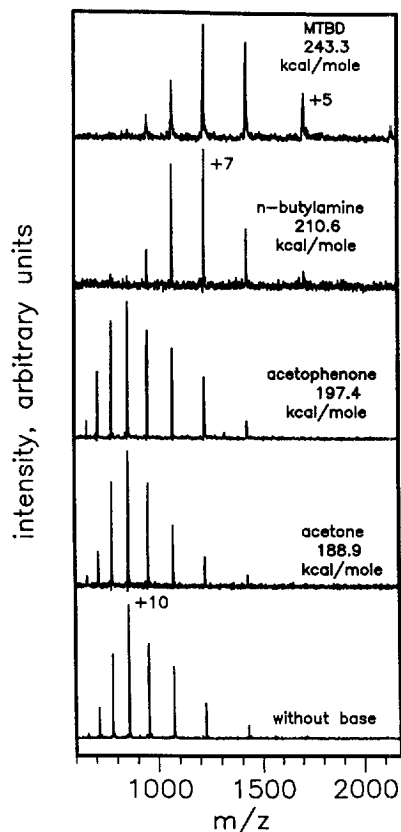 MTBD
243.3
kcal/mole
+5
+7
n-butylamine
210.6
kcal/mole
acetophenone
197.4
kcal/mole
acetone
188.9
kcal/mole
+10
without base
intensity, arbitrary units
1000 1500 2000
m/z